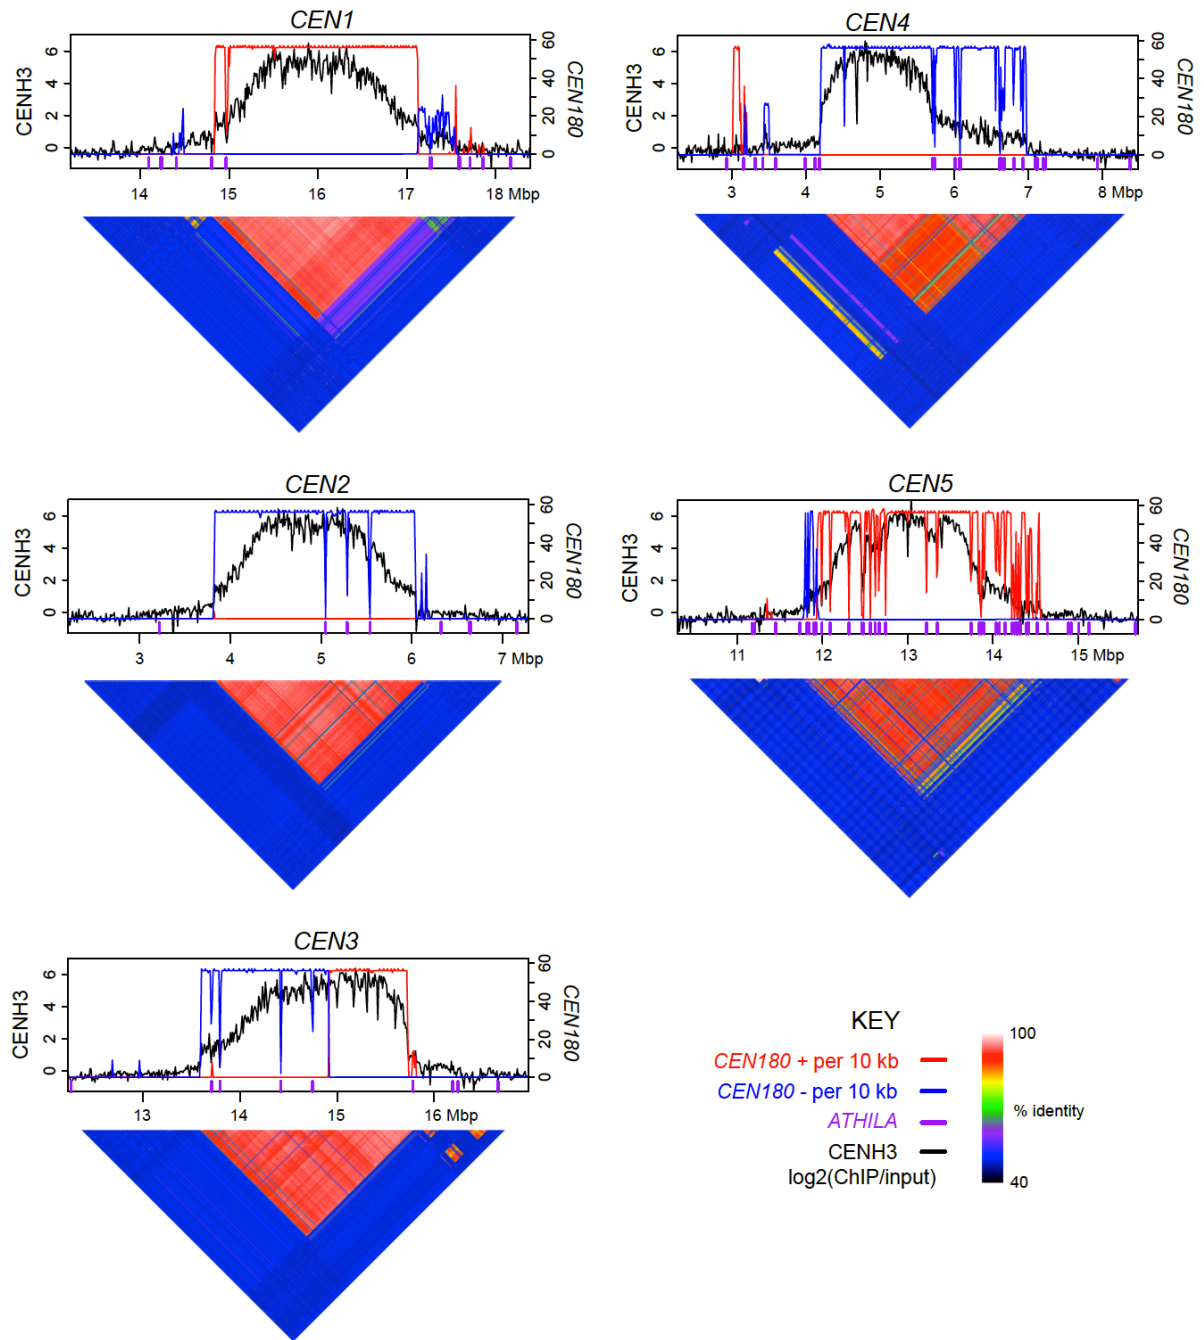 CEN1
CENH3
6
4
2
0
60
40
20
0
CEN180
14 15 16 17 18 Mbp
CEN4
CENH3
6
4
2
0
60
40
20
0
CEN180
3 4 5 6 7 8 Mbp
CEN2
CENH3
6
4
2
0
60
40
20
0
CEN180
3 4 5 6 7 Mbp
CEN5
CENH3
6
4
2
0
60
40
20
0
CEN180
11 12 13 14 15 Mbp
CEN3
CENH3
6
4
2
0
60
40
20
0
CEN180
13 14 15 16 Mbp
KEY
CEN180 + per 10 kb
CEN180 - per 10 kb
ATHILA
CENH3
log2(ChIP/input)
100
% identity
40